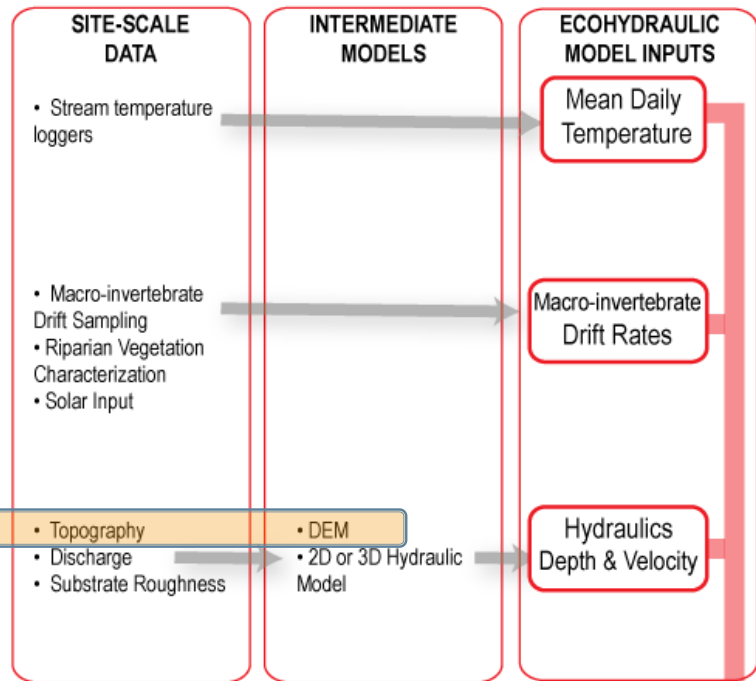 SITE-SCALE
DATA
• Stream temperature
loggers
• Macro-invertebrate
Drift Sampling
• Riparian Vegetation
Characterization
• Solar Input
• Topography
• Discharge
• Substrate Roughness
INTERMEDIATE
MODELS
• DEM
• 2D or 3D Hydraulic
Model
ECOHYDRAULIC
MODEL INPUTS
Mean Daily
Temperature
Macro-invertebrate
Drift Rates
Hydraulics
Depth & Velocity